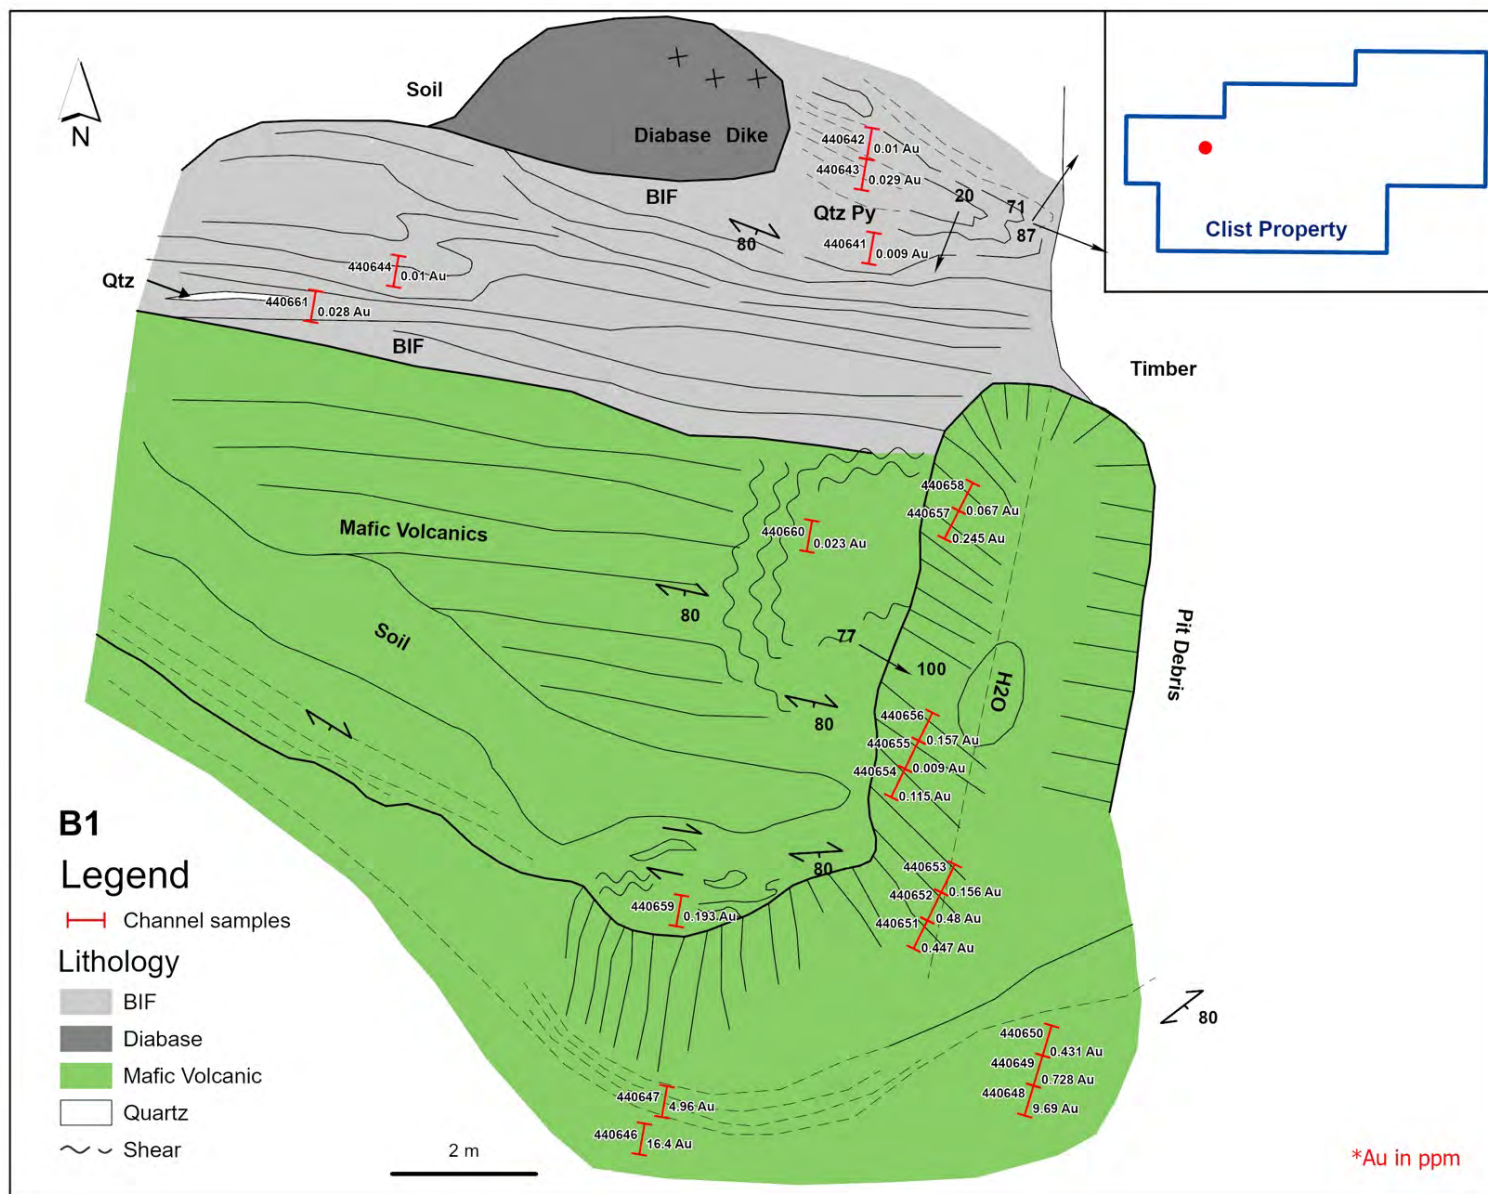 N
Soil
Diabase Dike
BIF
440642
0.01 Au
440643
0.029 Au
20
71
87
Qtz Py
80
440641
0.009 Au
Clist Property
440644
0.01 Au
Qtz
440661
0.028 Au
BIF
Timber
440658
0.067 Au
440657
0.245 Au
Mafic Volcanics
440660
0.023 Au
80
Soil
77
100
H2O
Pit Debris
80
440656
0.157 Au
440655
0.009 Au
440654
0.115 Au
80
440653
0.156 Au
440652
0.48 Au
440651
0.447 Au
440659
0.193 Au
80
440650
0.431 Au
440649
0.728 Au
440648
9.69 Au
440647
4.96 Au
440646
16.4 Au
B1
Legend
Channel samples
Lithology
BIF
Diabase
Mafic Volcanic
Quartz
Shear
2 m
*Au in ppm